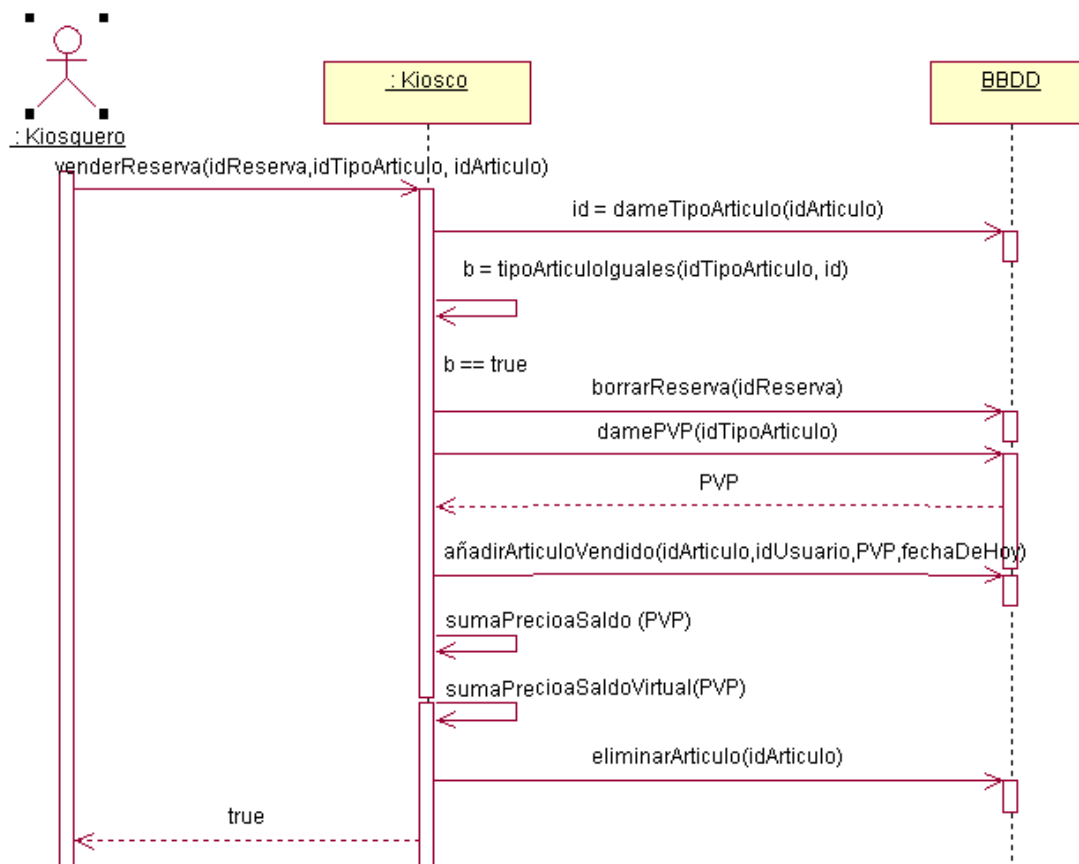 : Kiosco
BBDD
: Kiosquero
venderReserva(idReserva,idTipoArticulo, idArticulo)
id = dameTipoArticulo(idArticulo)
b = tipoArticuloIguales(idTipoArticulo, id)
b == true
borrarReserva(idReserva)
damePVP(idTipoArticulo)
PVP
añadirArticuloVendido(idArticulo,idUsuario,PVP,fechaDeHoy)
sumaPrecioaSaldo (PVP)
sumaPrecioaSaldoVirtual(PVP)
eliminarArticulo(idArticulo)
true